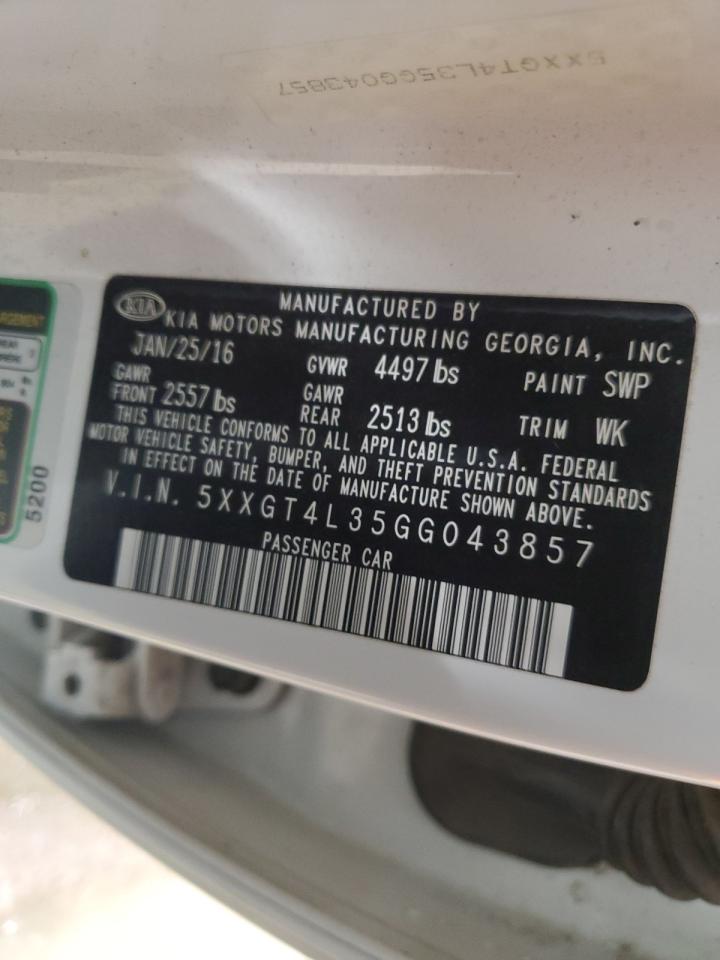 5XXGT4L35GG043857
KIA
MANUFACTURED BY
KIA MOTORS MANUFACTURING GEORGIA, INC.
JAN/25/16 GVWR 4497 lbs PAINT SWP
GAWR FRONT 2557 lbs GAWR REAR 2513 lbs TRIM WK
THIS VEHICLE CONFORMS TO ALL APPLICABLE U.S.A. FEDERAL
MOTOR VEHICLE SAFETY, BUMPER, AND THEFT PREVENTION STANDARDS
IN EFFECT ON THE DATE OF MANUFACTURE SHOWN ABOVE.
V.I.N. 5XXGT4L35GG043857
PASSENGER CAR
5200